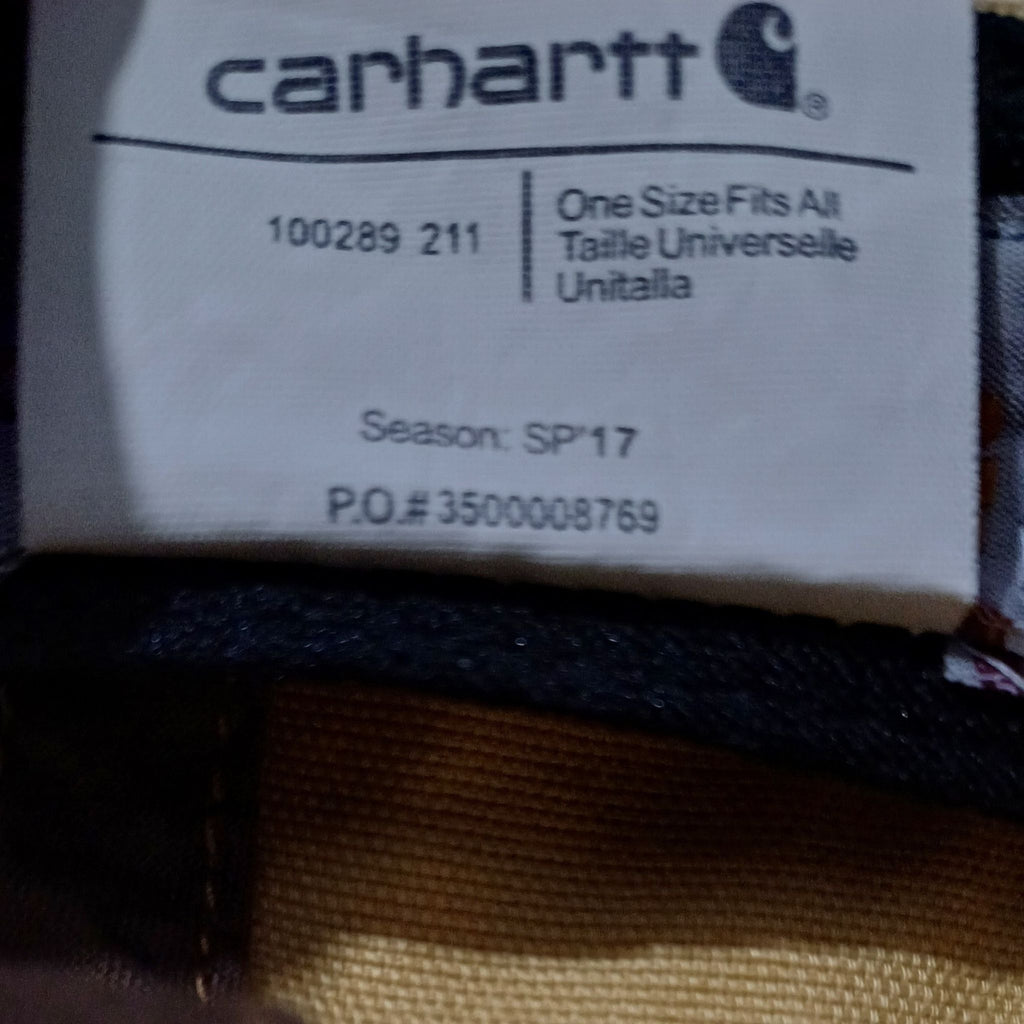 carhartt ®
100289 211
One Size Fits All
Taille Universelle
Unitalla
Season: SP'17
P.O.#3500008769